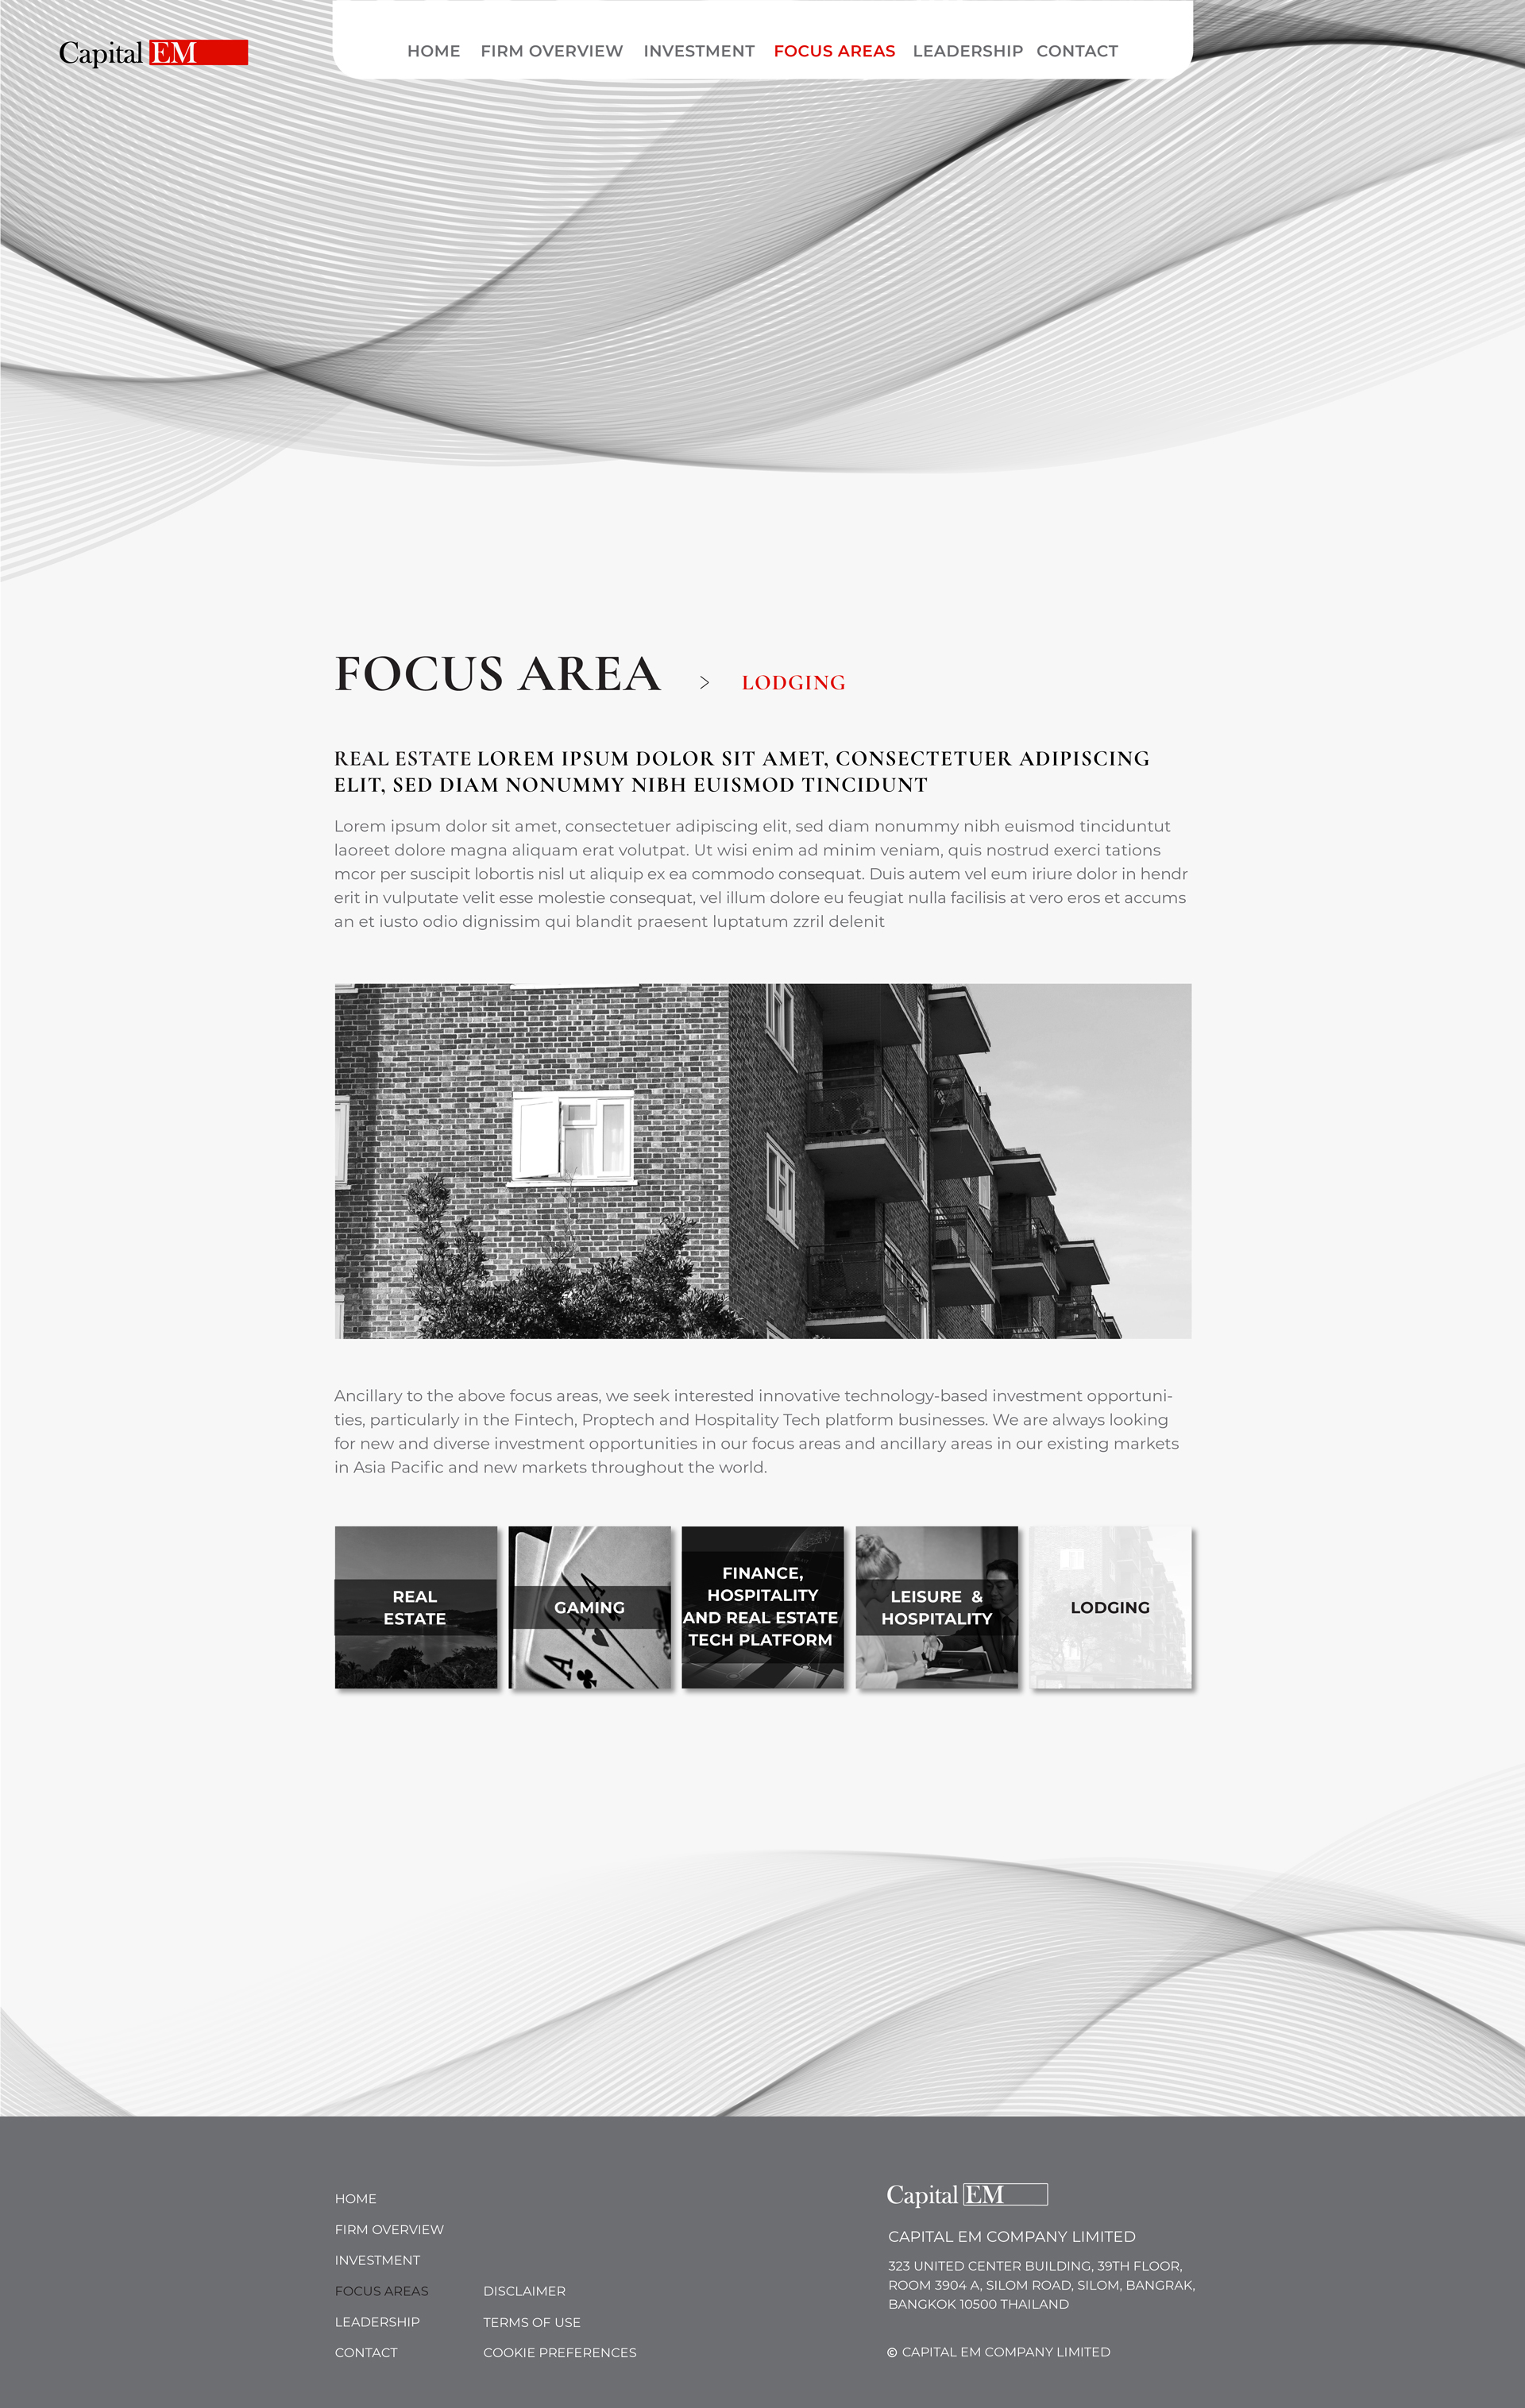 Capital EM
HOME FIRM OVERVIEW INVESTMENT FOCUS AREAS LEADERSHIP CONTACT
FOCUS AREA > LODGING
REAL ESTATE LOREM IPSUM DOLOR SIT AMET, CONSECTETUER ADIPISCING
ELIT, SED DIAM NONUMMY NIBH EUISMOD TINCIDUNT
Lorem ipsum dolor sit amet, consectetuer adipiscing elit, sed diam nonummy nibh euismod tinciduntut
laoreet dolore magna aliquam erat volutpat. Ut wisi enim ad minim veniam, quis nostrud exerci tations
mcor per suscipit lobortis nisl ut aliquip ex ea commodo consequat. Duis autem vel eum iriure dolor in hendr
erit in vulputate velit esse molestie consequat, vel illum dolore eu feugiat nulla facilisis at vero eros et accums
an et iusto odio dignissim qui blandit praesent luptatum zzril delenit
Ancillary to the above focus areas, we seek interested innovative technology-based investment opportuni-
ties, particularly in the Fintech, Proptech and Hospitality Tech platform businesses. We are always looking
for new and diverse investment opportunities in our focus areas and ancillary areas in our existing markets
in Asia Pacific and new markets throughout the world.
REAL
ESTATE
GAMING
A
A
A
FINANCE,
HOSPITALITY
AND REAL ESTATE
TECH PLATFORM
LEISURE &
HOSPITALITY
LODGING
HOME
FIRM OVERVIEW
INVESTMENT
FOCUS AREAS
LEADERSHIP
CONTACT
DISCLAIMER
TERMS OF USE
COOKIE PREFERENCES
Capital EM
CAPITAL EM COMPANY LIMITED
323 UNITED CENTER BUILDING, 39TH FLOOR,
ROOM 3904 A, SILOM ROAD, SILOM, BANGRAK,
BANGKOK 10500 THAILAND
© CAPITAL EM COMPANY LIMITED